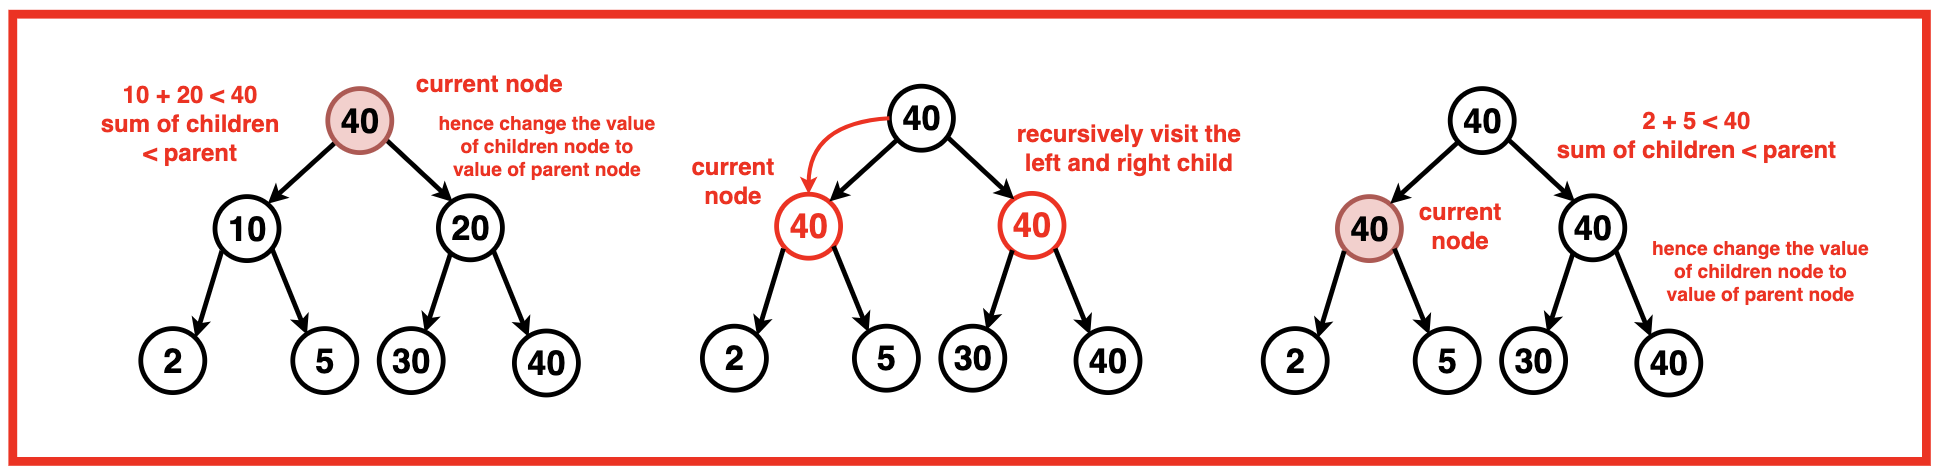 10 + 20 < 40
sum of children
< parent
40
current node
hence change the value
of children node to
value of parent node
10
20
2
5
30
40
40
recursively visit the
left and right child
current
node
40
40
2
5
30
40
40
2 + 5 < 40
sum of children < parent
40
current
node
40
hence change the value
of children node to
value of parent node
2
5
30
40